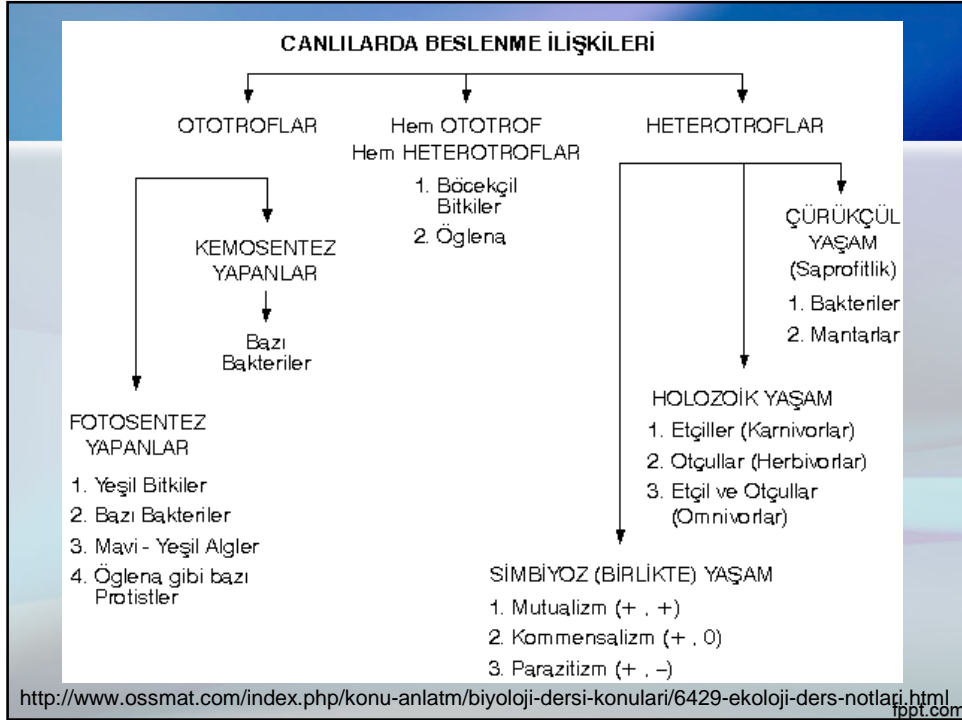 CANLILARDA BESLENME İLİŞKİLERİ
OTOTROFLAR
Hem OTOTROF
Hem HETEROTROFLAR
1. Böcekçil
Bitkiler
2. Öglena
HETEROTROFLAR
KEMOSENTEZ
YAPANLAR
Bazı
Bakteriler
FOTOSENTEZ
YAPANLAR
1. Yeşil Bitkiler
2. Bazı Bakteriler
3. Mavi - Yeşil Algler
4. Öglena gibi bazı
Protistler
ÇÜRÜKÇÜL
YAŞAM
(Saprofitlik)
1. Bakteriler
2. Mantarlar
HOLOZOİK YAŞAM
1. Etçiller (Karnivorlar)
2. Otçullar (Herbivorlar)
3. Etçil ve Otçullar
(Omnivorlar)
SİMBİYOZ (BİRLİKTE) YAŞAM
1. Mutualizm (+ , +)
2. Kommensalizm (+ , 0)
3. Parazitizm (+ , –)
http://www.ossmat.com/index.php/konu-anlatm/biyoloji-dersi-konulari/6429-ekoloji-ders-notlari.html
fppt.com